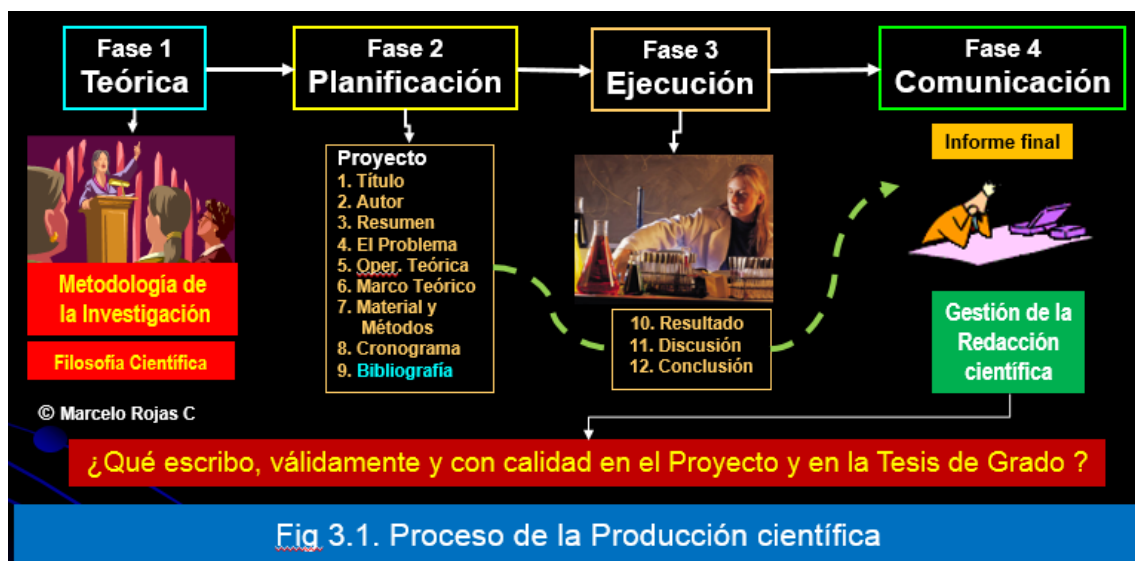 Fase 1
Teórica
Fase 2
Planificación
Fase 3
Ejecución
Fase 4
Comunicación
Metodología de
la Investigación
Filosofía Científica
Proyecto
1. Título
2. Autor
3. Resumen
4. El Problema
5. Oper. Teórica
6. Marco Teórico
7. Material y
Métodos
8. Cronograma
9. Bibliografía
10. Resultado
11. Discusión
12. Conclusión
Informe final
Gestión de la
Redacción
científica
© Marcelo Rojas C
¿Qué escribo, válidamente y con calidad en el Proyecto y en la Tesis de Grado ?
Fig 3.1. Proceso de la Producción científica